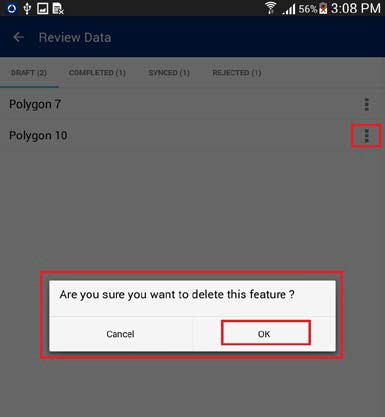 56% 3:08 PM
Review Data
DRAFT (2) COMPLETED (1) SYNCED (1) REJECTED (1)
Polygon 7
Polygon 10
Are you sure you want to delete this feature ?
Cancel OK